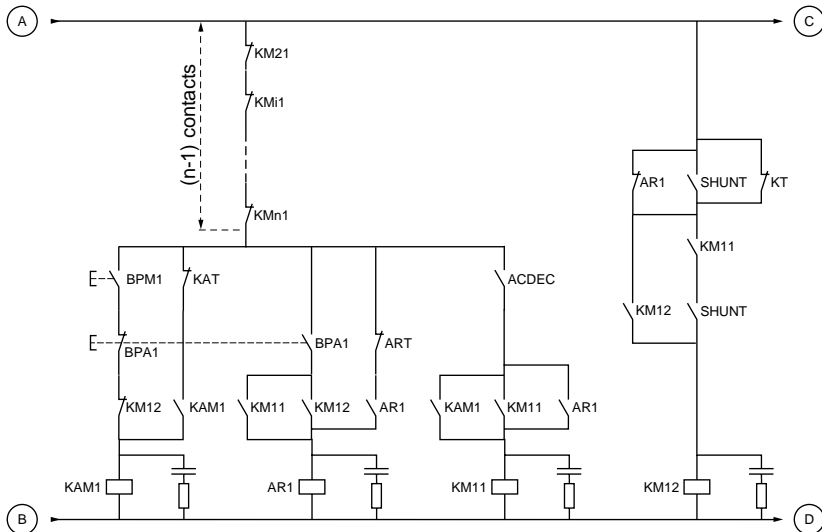 A
C
KM21
KMi1
(n-1) contacts
KMn1
AR1 SHUNT KT
KM11
BPM1 KAT ACDEC
KM12 SHUNT
BPA1 BPA1 ART
KM12 KAM1 KM11 KM12 AR1 KAM1 KM11 AR1
KAM1 AR1 KM11 KM12
B
D